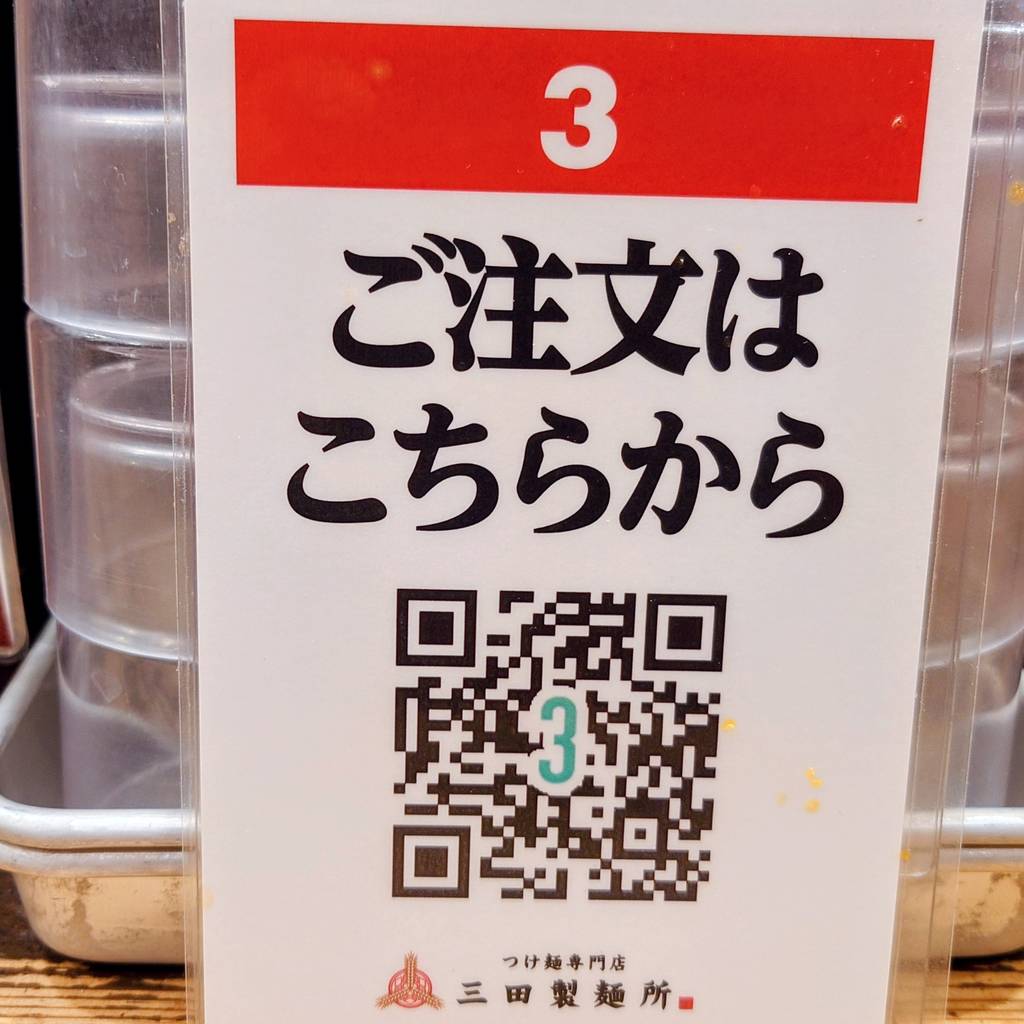 3
ご注文は
こちらから
3
つけ麺専門店
三田製麺所